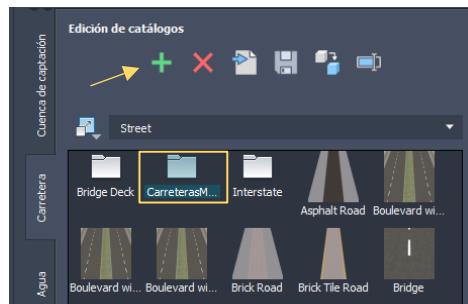 Edición de catálogos
Cuenca de captación
Street
Carretera
Bridge Deck
CarreterasM...
Interstate
Asphalt Road
Boulevard wi...
Agua
Boulevard wi...
Boulevard wi...
Brick Road
Brick Tile Road
Bridge